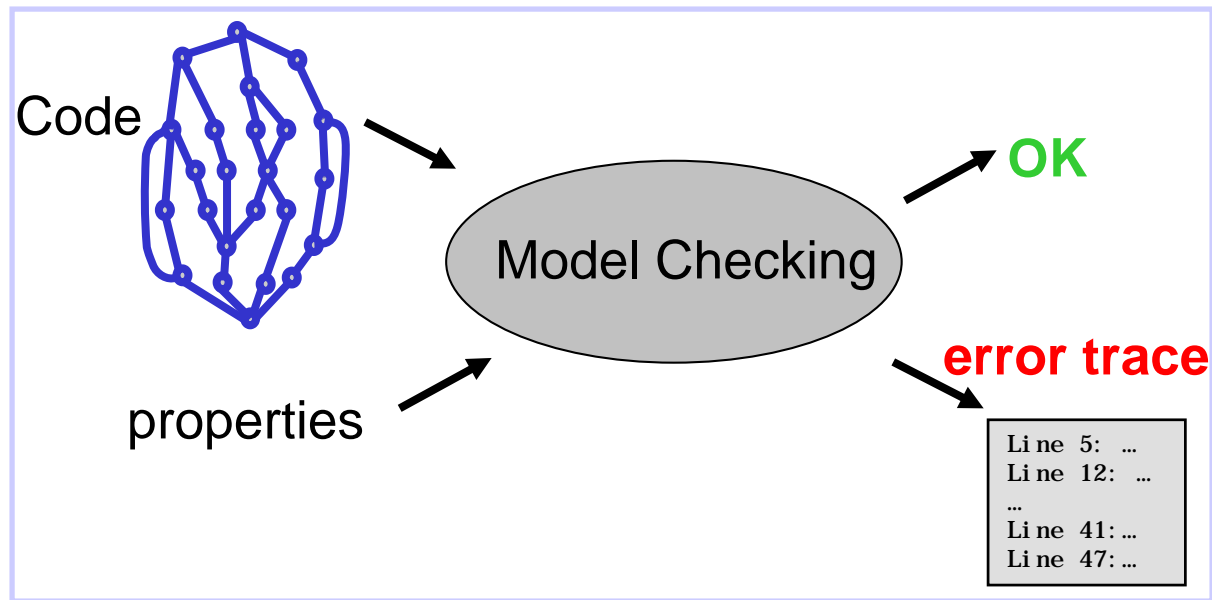 Code
OK
Model Checking
error trace
properties
Line 5: …
Line 12: …
…
Line 41:…
Line 47:…